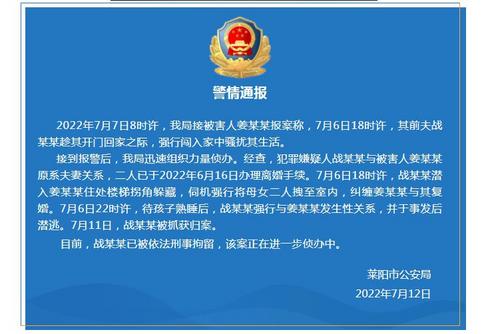 警情通报
2022年7月7日8时许，我局接被害人姜某某报案称，7月6日18时许，其前夫战
某某趁其开门回家之际，强行闯入家中骚扰其生活。
接到报警后，我局迅速组织力量侦办。经查，犯罪嫌疑人战某某与被害人姜某某
原系夫妻关系，二人已于2022年6月16日办理离婚手续。7月6日18时许，战某某潜
入姜某某住处楼梯拐角躲藏，伺机强行将母女二人拽至室内，纠缠姜某某与其复
婚。7月6日22时许，待孩子熟睡后，战某某强行与姜某某发生性关系，并于事发后
潜逃。7月11日，战某某被抓获归案。
目前，战某某已被依法刑事拘留，该案正在进一步侦办中。
莱阳市公安局
2022年7月12日